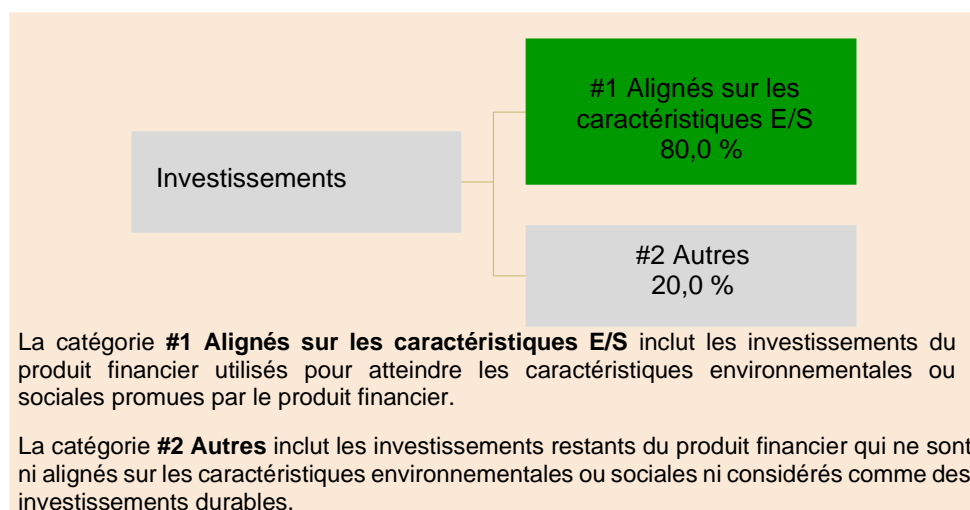 #1 Alignés sur les
caractéristiques E/S
80,0 %
Investissements
#2 Autres
20,0 %
La catégorie #1 Alignés sur les caractéristiques E/S inclut les investissements du
produit financier utilisés pour atteindre les caractéristiques environnementales ou
sociales promues par le produit financier.
La catégorie #2 Autres inclut les investissements restants du produit financier qui ne sont
ni alignés sur les caractéristiques environnementales ou sociales ni considérés comme des
investissements durables.